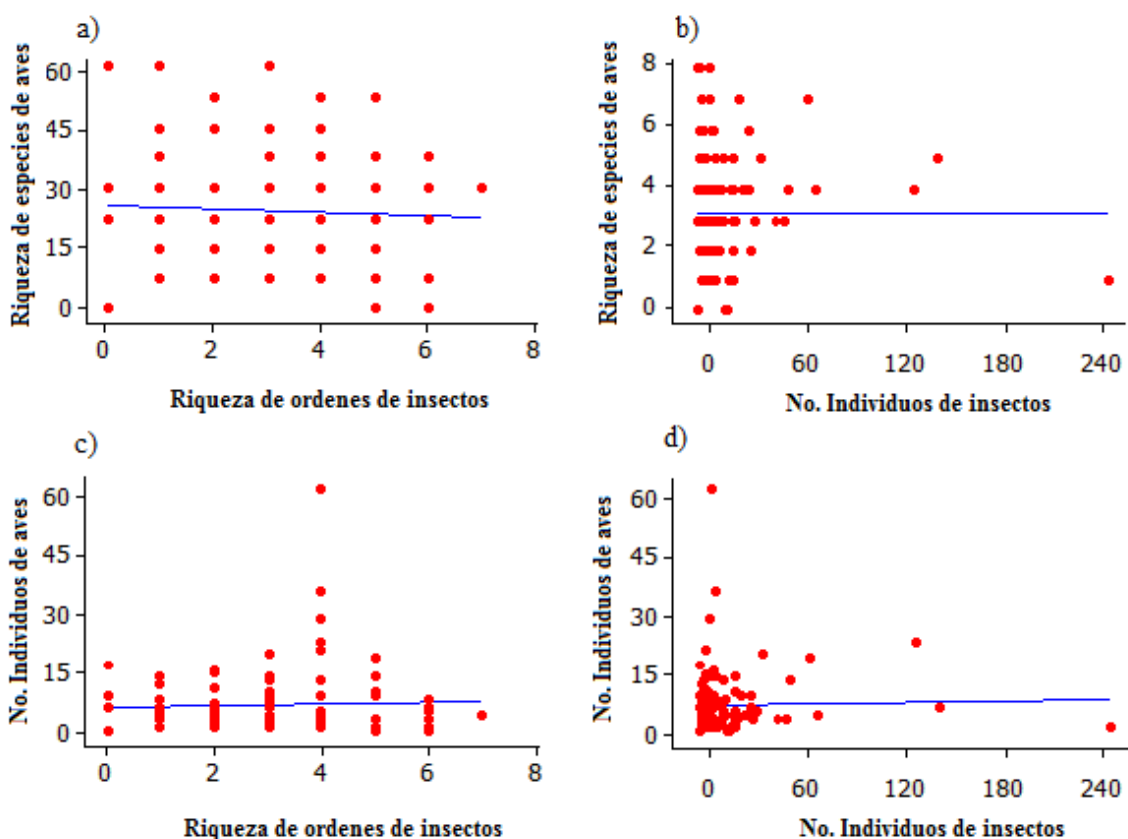 a)
Riqueza de especies de aves
60
45
30
15
0
0 2 4 6 8
Riqueza de ordenes de insectos
b)
Riqueza de especies de aves
8
6
4
2
0
0 60 120 180 240
No. Individuos de insectos
c)
No. Individuos de aves
60
45
30
15
0
0 2 4 6 8
Riqueza de ordenes de insectos
d)
No. Individuos de aves
60
45
30
15
0
0 60 120 180 240
No. Individuos de insectos